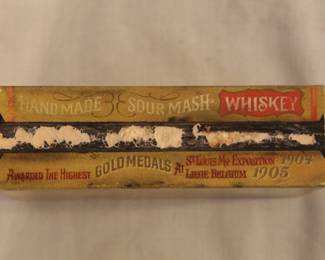 HAND MADE SOUR MASH WHISKEY
AWARDED THE HIGHEST GOLD MEDALS AT ST. LOUIS MO. EXPOSITION 1904
LIEGE BELGIUM 1905